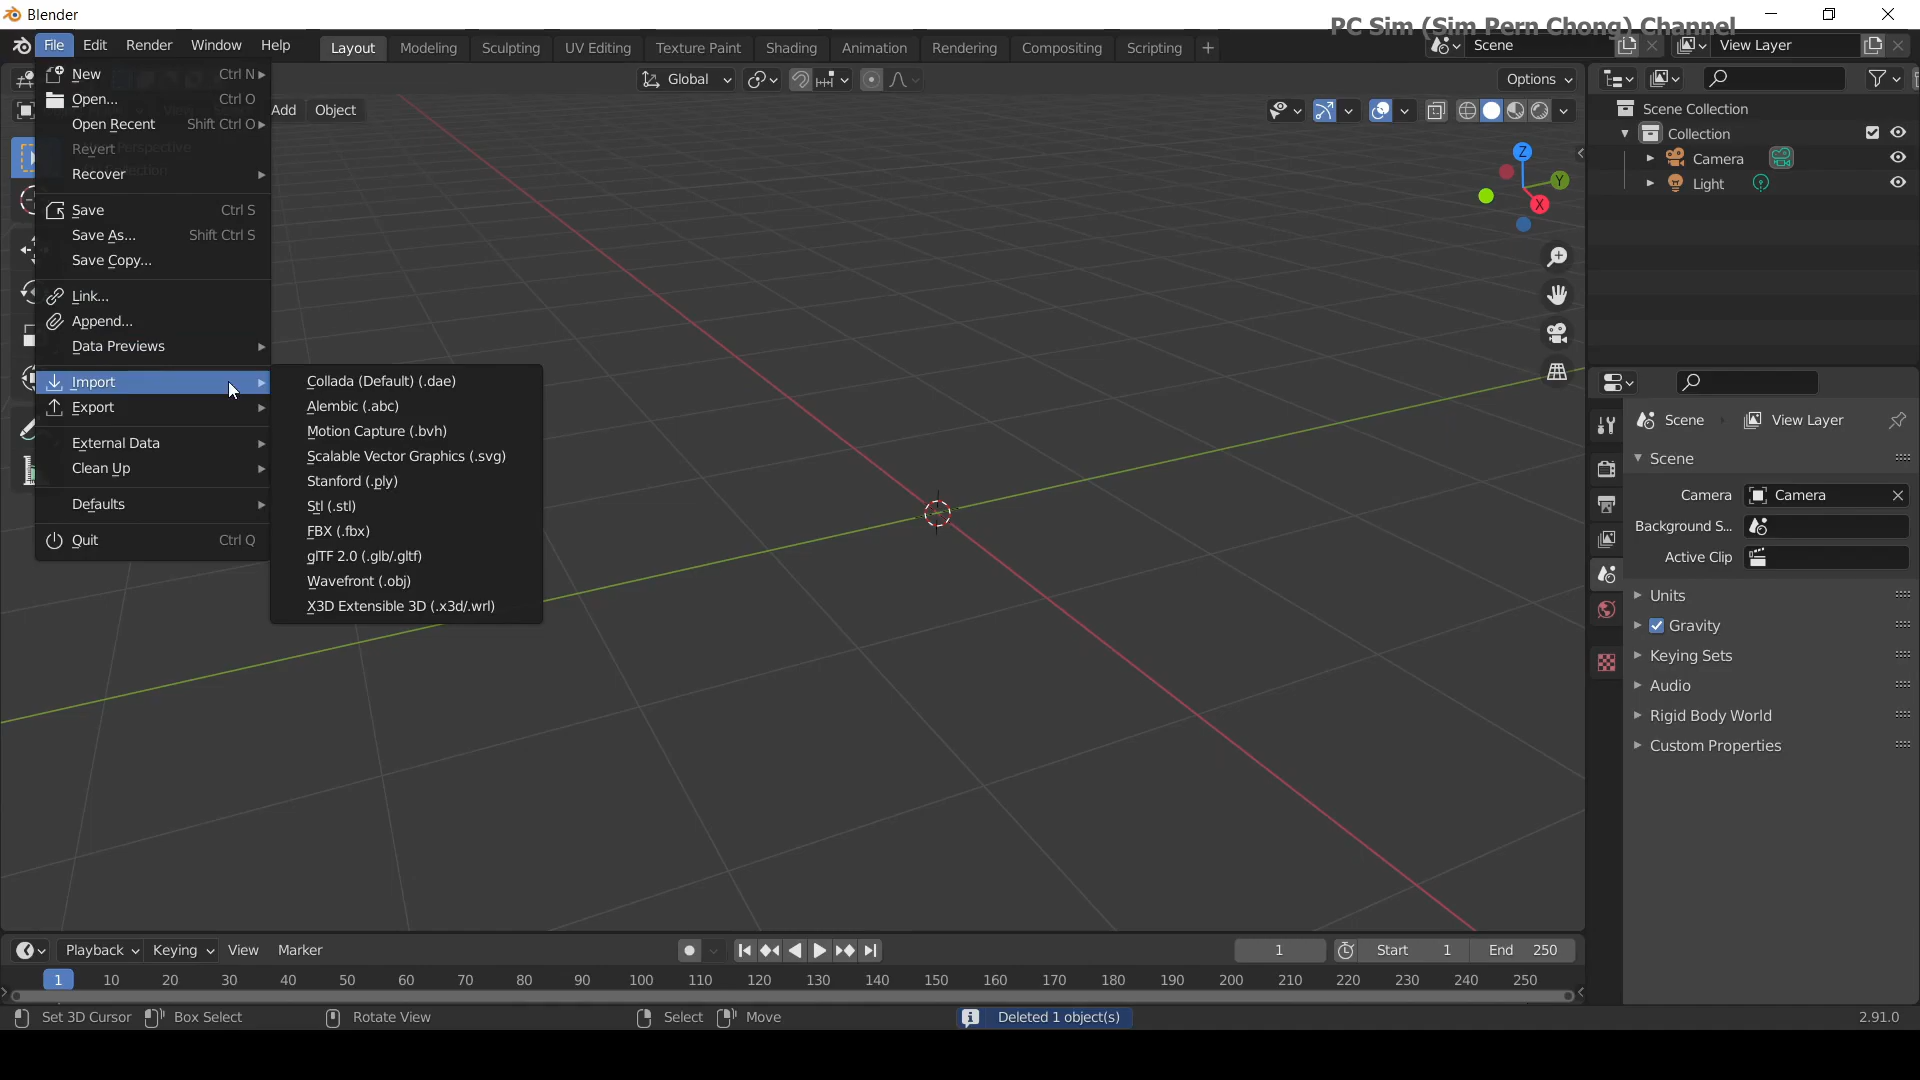 Blender
PC Sim (Sim Pern Chong) Channel
File Edit Render Window Help Layout Modeling Sculpting UV Editing Texture Paint Shading Animation Rendering Compositing Scripting + Scene View Layer
New Ctrl N
Open... Ctrl O
Open Recent Shift Ctrl O
Revert
Recover
Save Ctrl S
Save As... Shift Ctrl S
Save Copy...
Link...
Append...
Data Previews
Import
Export
External Data
Clean Up
Defaults
Quit Ctrl Q
Collada (Default) (.dae)
Alembic (.abc)
Motion Capture (.bvh)
Scalable Vector Graphics (.svg)
Stanford (.ply)
Stl (.stl)
FBX (.fbx)
glTF 2.0 (.glb/.gltf)
Wavefront (.obj)
X3D Extensible 3D (.x3d/.wrl)
Global
Options
Add Object
Z
Y
X
Scene Collection
Collection
Camera
Light
Scene View Layer
Scene
Camera Camera
Background S...
Active Clip
Units
Gravity
Keying Sets
Audio
Rigid Body World
Custom Properties
Playback Keying View Marker 1 Start 1 End 250
1 10 20 30 40 50 60 70 80 90 100 110 120 130 140 150 160 170 180 190 200 210 220 230 240 250
Set 3D Cursor Box Select Rotate View Select Move Deleted 1 object(s) 2.91.0